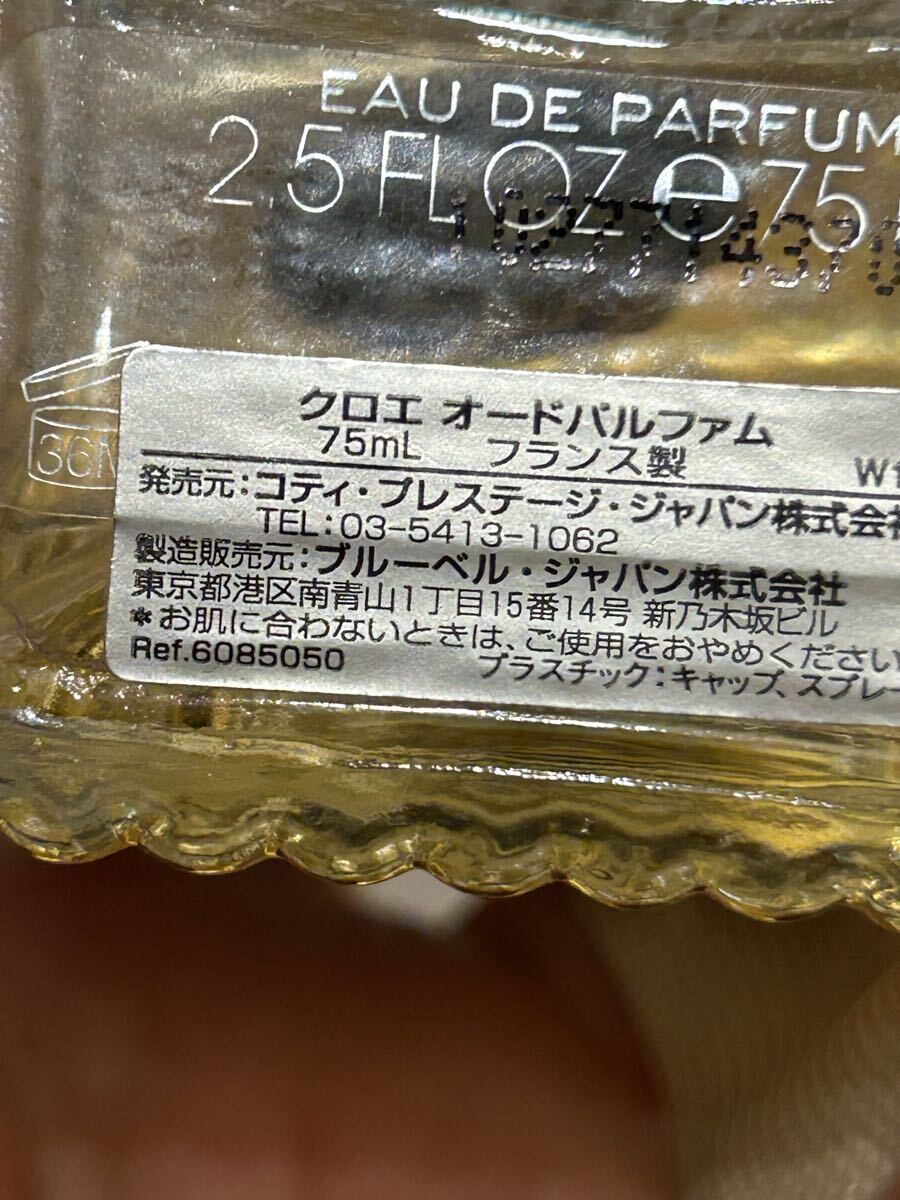 EAU DE PARFUM
2.5 FL OZ e 75
36M
クロエ オードパルファム
75mL フランス製
発売元：コティ・プレステージ・ジャパン株式会社
TEL：03-5413-1062
製造販売元：ブルーベル・ジャパン株式会社
東京都港区南青山1丁目15番14号 新乃木坂ビル
*お肌に合わないときは、ご使用をおやめください
Ref.6085050 プラスチック：キャップ、スプレー